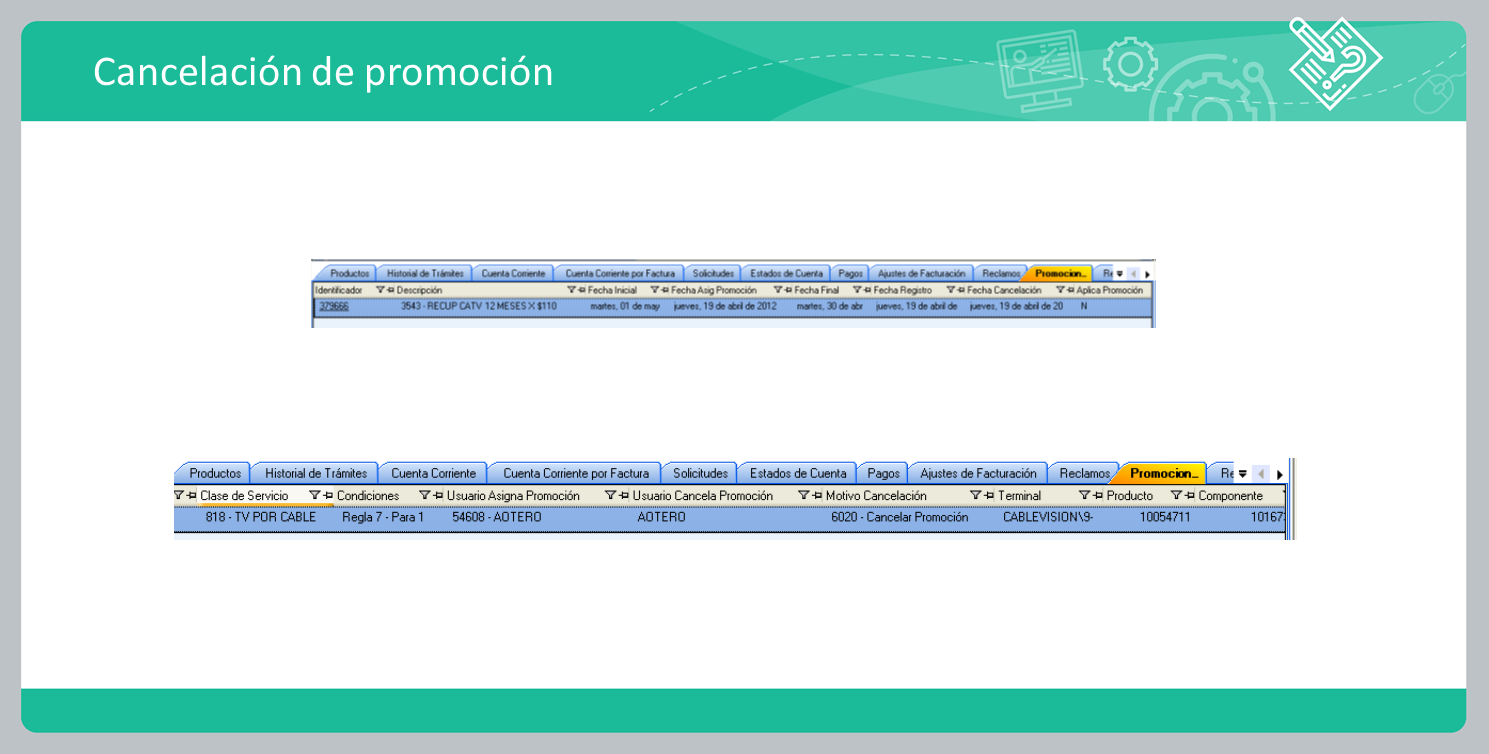 Cancelación de promoción
Productos Historial de Trámites Cuenta Corriente Cuenta Corriente por Factura Solicitudes Estados de Cuenta Pagos Ajustes de Facturación Reclamos Promocion... Re
Identificador Descripción Fecha Inicial Fecha Asig Promoción Fecha Final Fecha Registro Fecha Cancelación Aplica Promoción
379666 3543 - RECUP CATV 12 MESES X $110 martes, 01 de may jueves, 19 de abril de 2012 martes, 30 de abr jueves, 19 de abril de jueves, 19 de abril de 20 N
Productos Historial de Trámites Cuenta Corriente Cuenta Corriente por Factura Solicitudes Estados de Cuenta Pagos Ajustes de Facturación Reclamos Promocion... Re
Clase de Servicio Condiciones Usuario Asigna Promoción Usuario Cancela Promoción Motivo Cancelación Terminal Producto Componente
818 - TV POR CABLE Regla 7 - Para 1 54608 - AOTERO AOTERO 6020 - Cancelar Promoción CABLEVISION\9- 10054711 10167